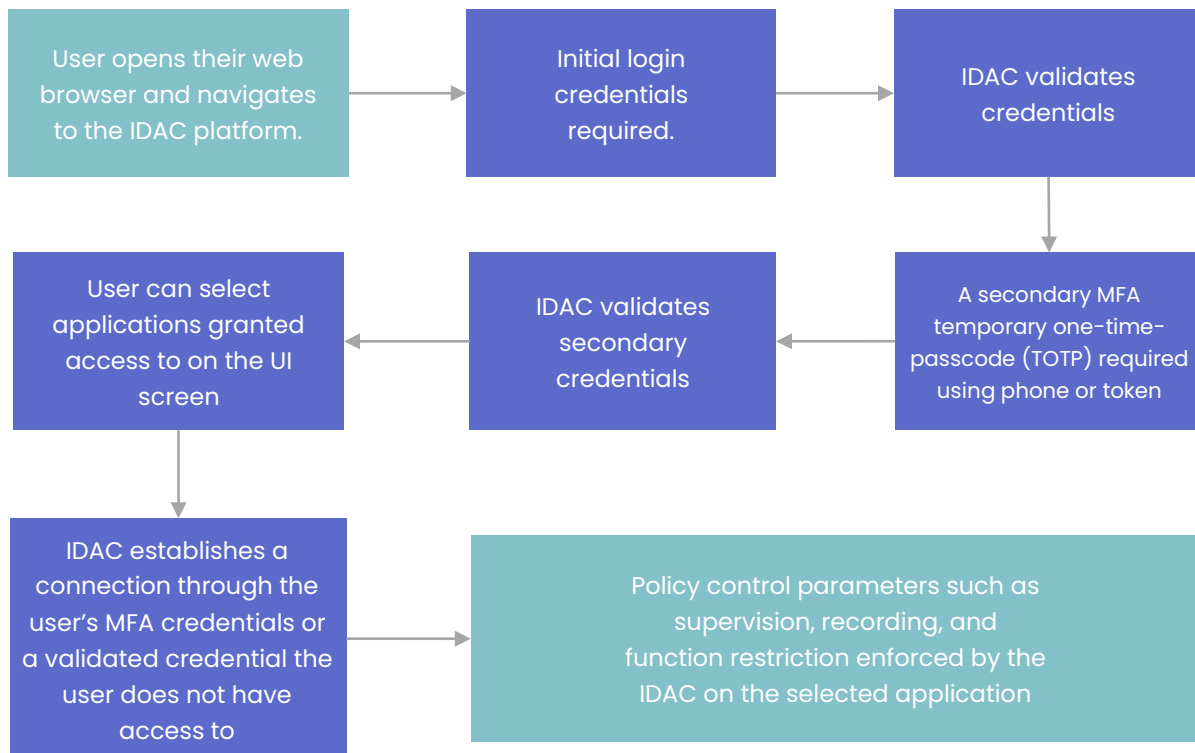 User opens their web
browser and navigates
to the IDAC platform.
Initial login
credentials
required.
IDAC validates
credentials
A secondary MFA
temporary one-time-
passcode (TOTP) required
using phone or token
IDAC validates
secondary
credentials
User can select
applications granted
access to on the UI
screen
IDAC establishes a
connection through the
user’s MFA credentials or
a validated credential the
user does not have
access to
Policy control parameters such as
supervision, recording, and
function restriction enforced by the
IDAC on the selected application